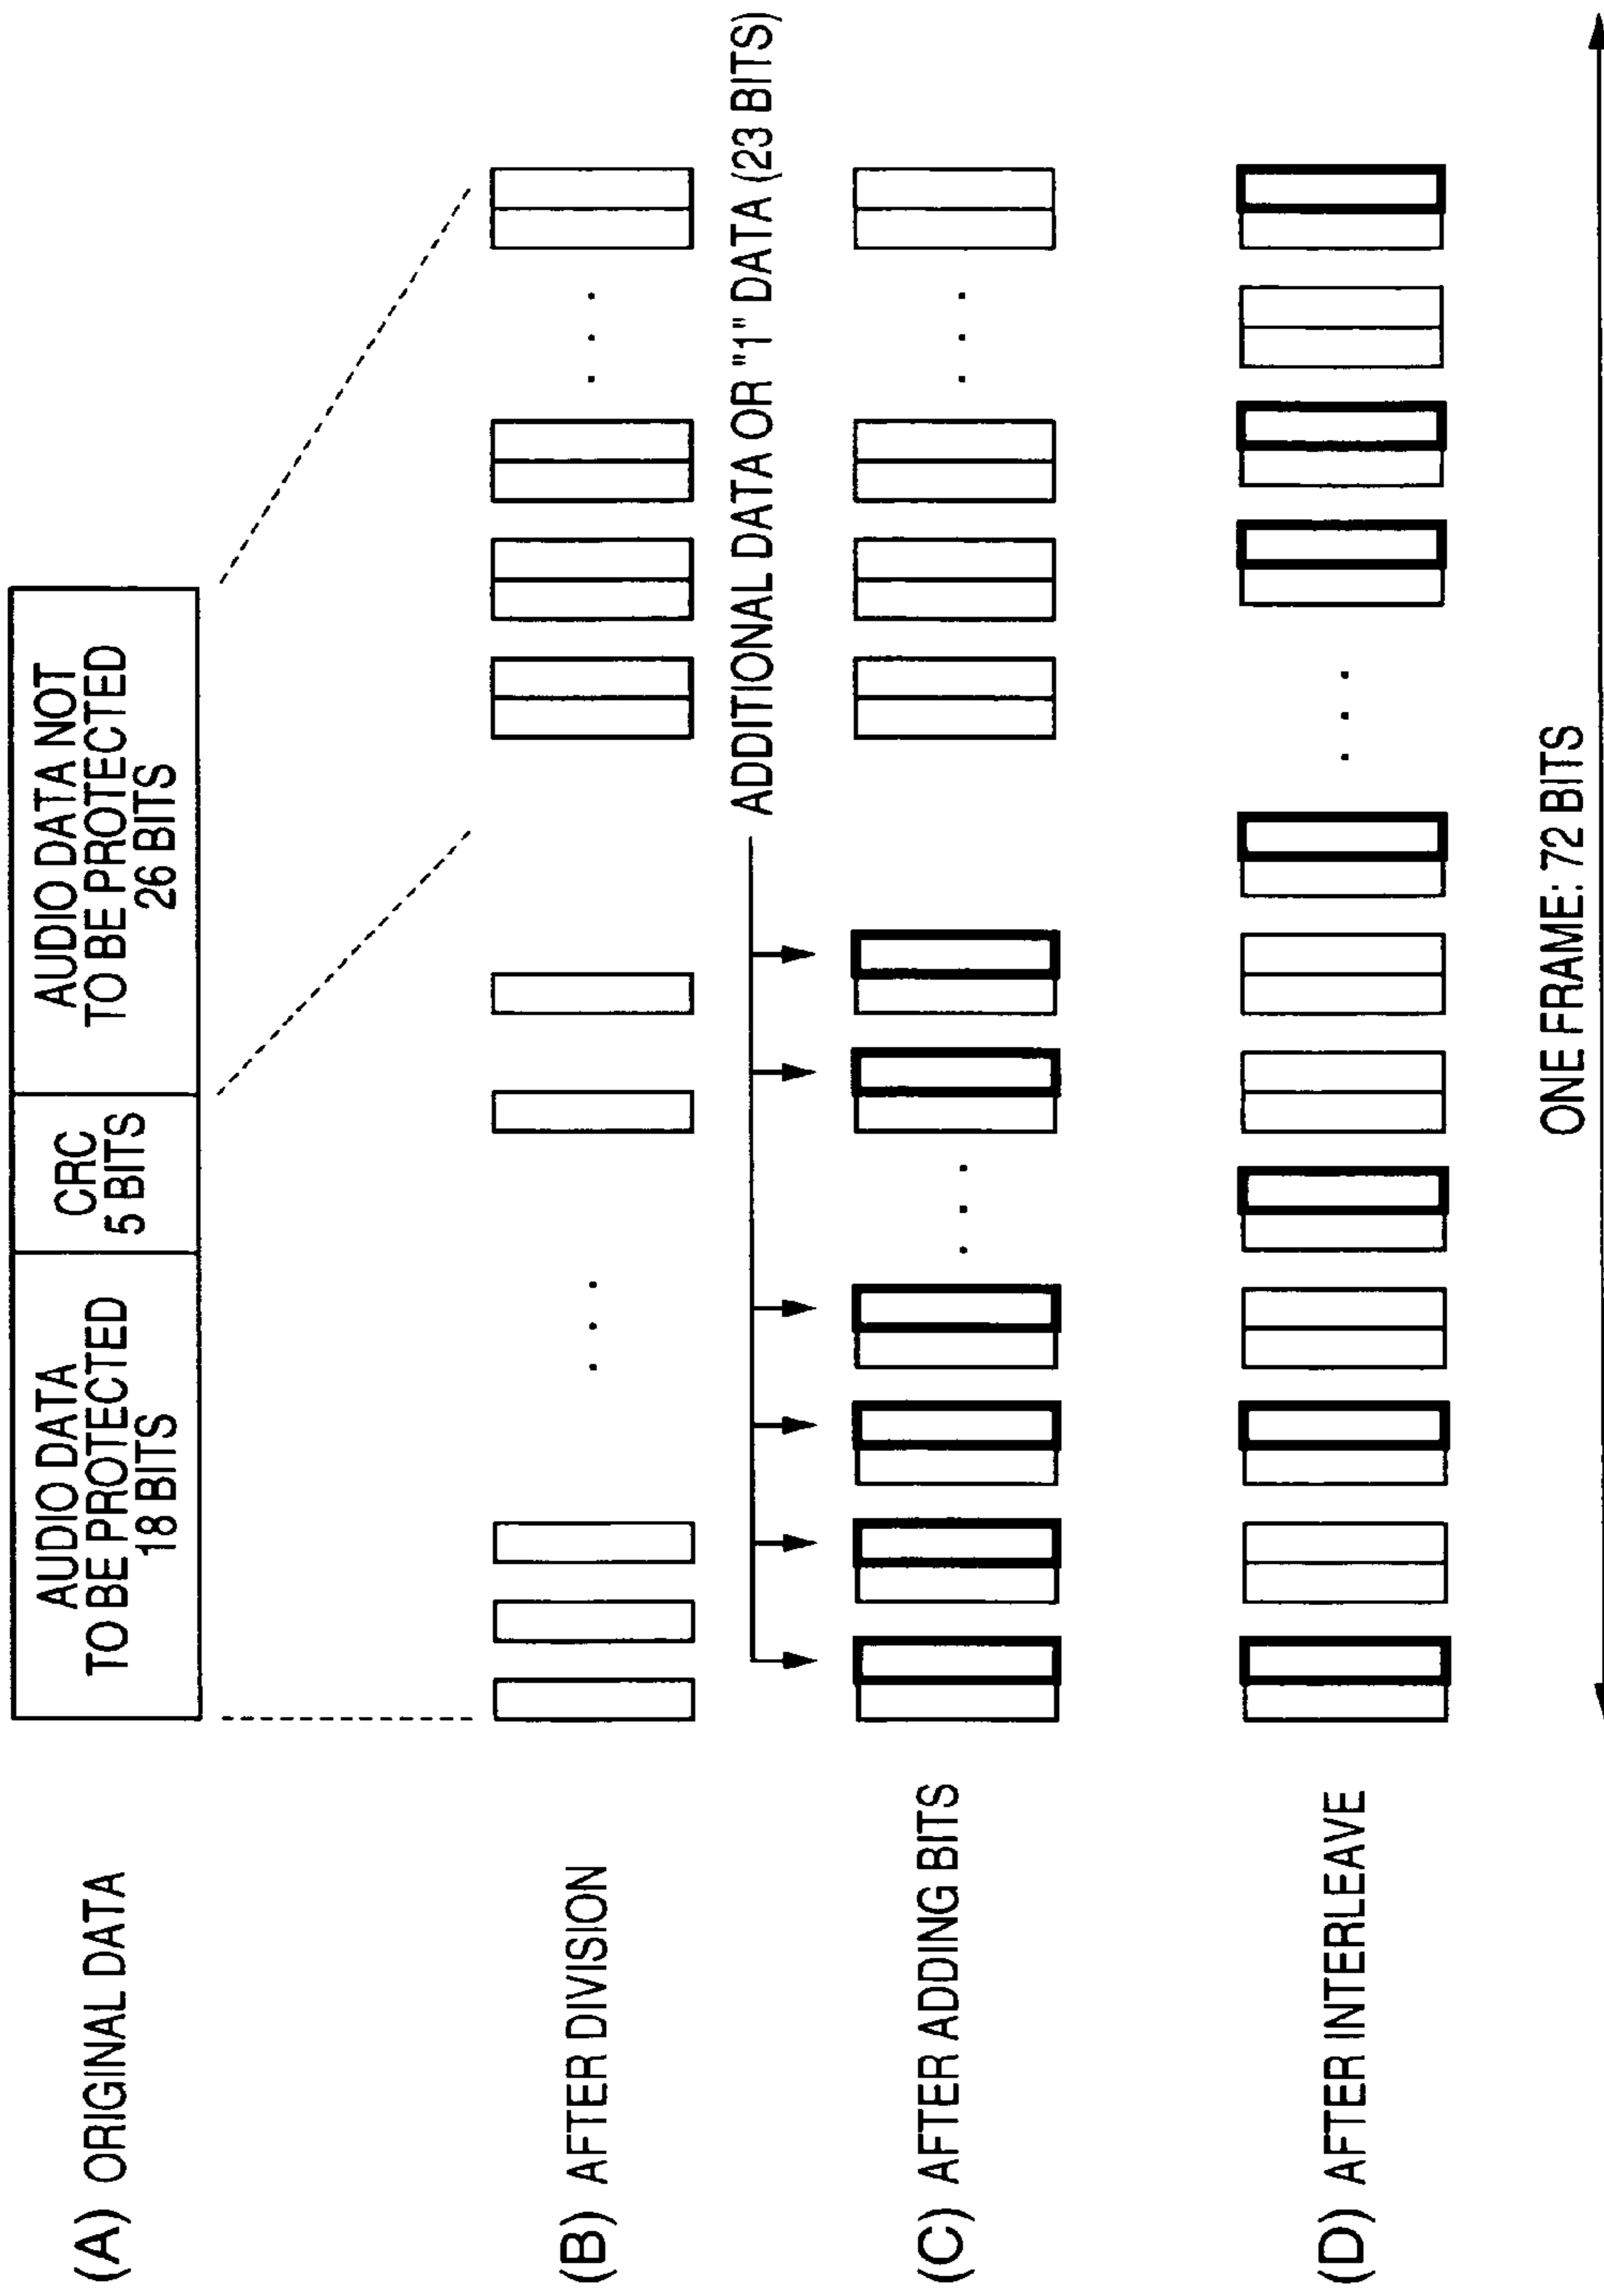 (A) ORIGINAL DATA
AUDIO DATA
TO BE PROTECTED
18 BITS
CRC
5 BITS
AUDIO DATA NOT
TO BE PROTECTED
26 BITS
(B) AFTER DIVISION
ADDITIONAL DATA OR "1" DATA (23 BITS)
(C) AFTER ADDING BITS
(D) AFTER INTERLEAVE
ONE FRAME: 72 BITS